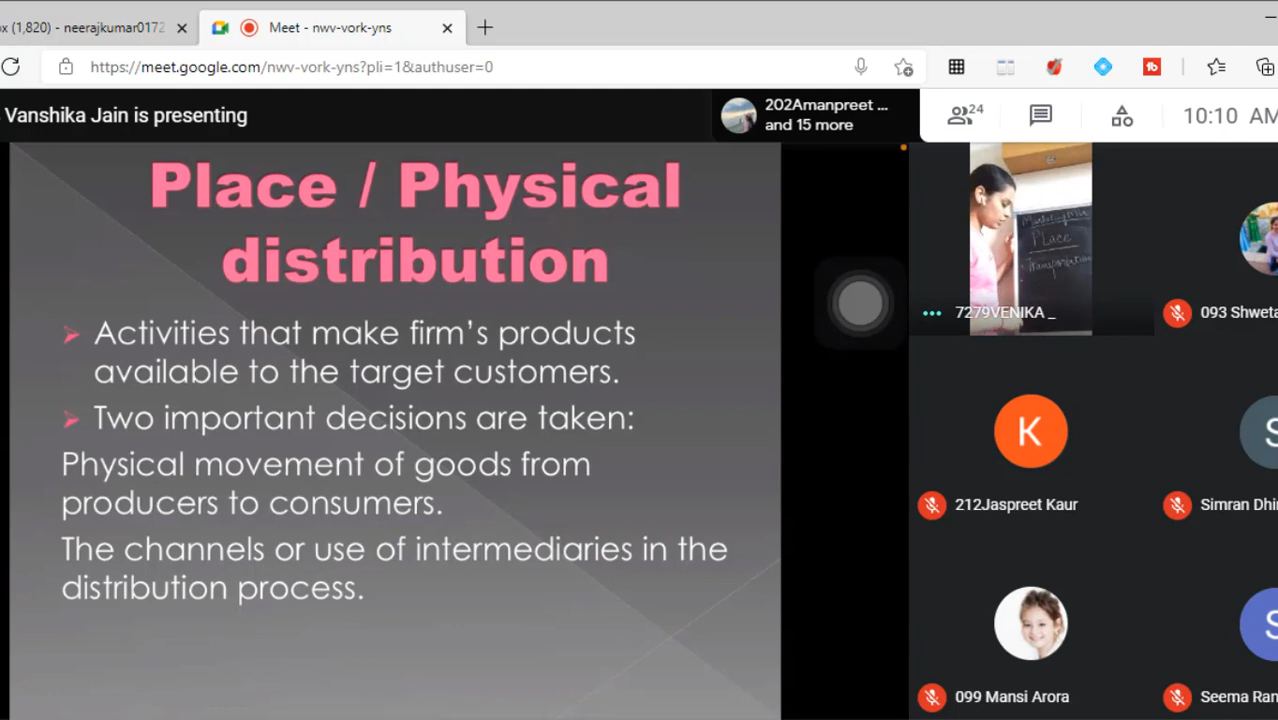 ox (1,820) - neerajkumar0172
Meet - nwv-vork-yns
https://meet.google.com/nwv-vork-yns?pli=1&authuser=0
Vanshika Jain is presenting
202Amanpreet ...
and 15 more
24
10:10 AM
Place / Physical
distribution
Activities that make firm's products
available to the target customers.
Two important decisions are taken:
Physical movement of goods from
producers to consumers.
The channels or use of intermediaries in the
distribution process.
Marketing Mix
Place
Transportation
7279VENIKA _
093 Shweta
K
S
212Jaspreet Kaur
Simran Dhi
S
099 Mansi Arora
Seema Ran